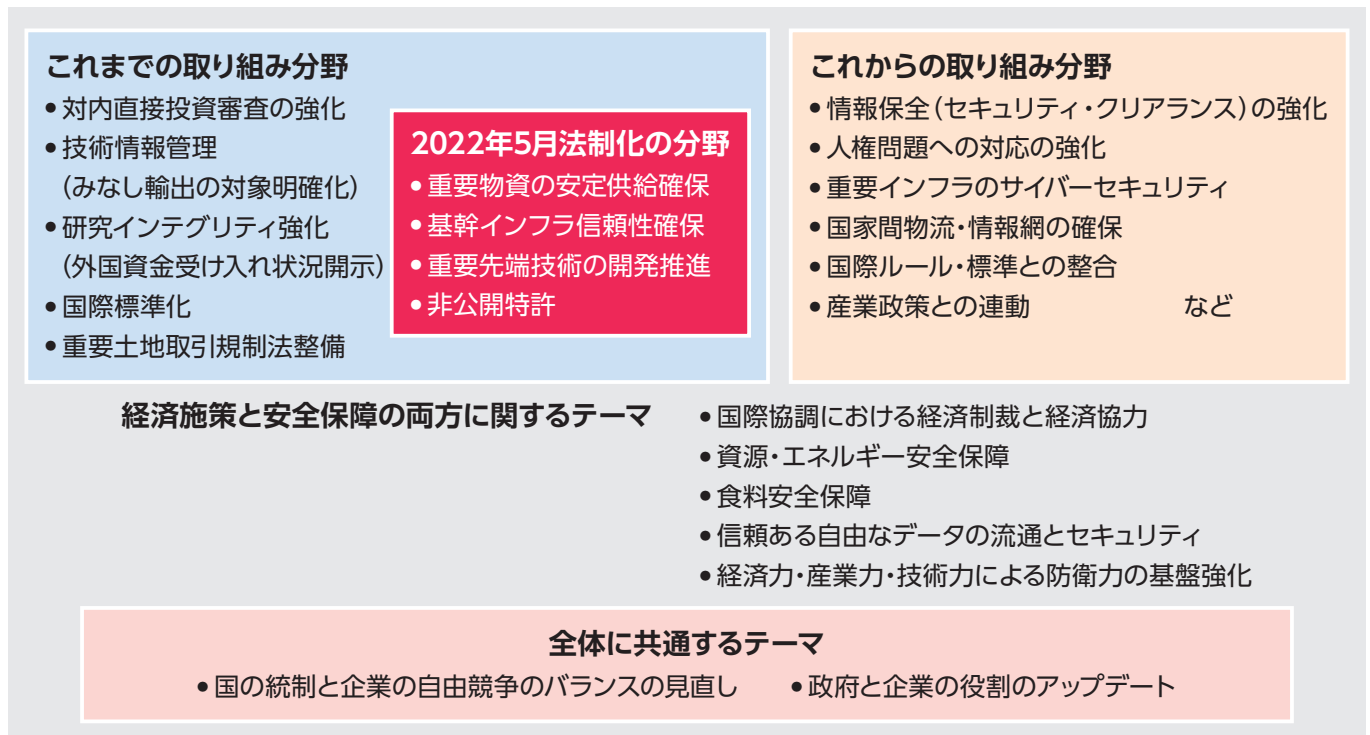 これまでの取り組み分野
•対内直接投資審査の強化
•技術情報管理
(みなし輸出の対象明確化)
•研究インテグリティ強化
(外国資金受け入れ状況開示)
•国際標準化
•重要土地取引規制法整備
2022年5月法制化の分野
•重要物資の安定供給確保
•基幹インフラ信頼性確保
•重要先端技術の開発推進
•非公開特許
これからの取り組み分野
•情報保全(セキュリティ・クリアランス)の強化
•人権問題への対応の強化
•重要インフラのサイバーセキュリティ
•国家間物流・情報網の確保
•国際ルール・標準との整合
•産業政策との連動 など
経済施策と安全保障の両方に関するテーマ
•国際協調における経済制裁と経済協力
•資源・エネルギー安全保障
•食料安全保障
•信頼ある自由なデータの流通とセキュリティ
•経済力・産業力・技術力による防衛力の基盤強化
全体に共通するテーマ
•国の統制と企業の自由競争のバランスの見直し •政府と企業の役割のアップデート